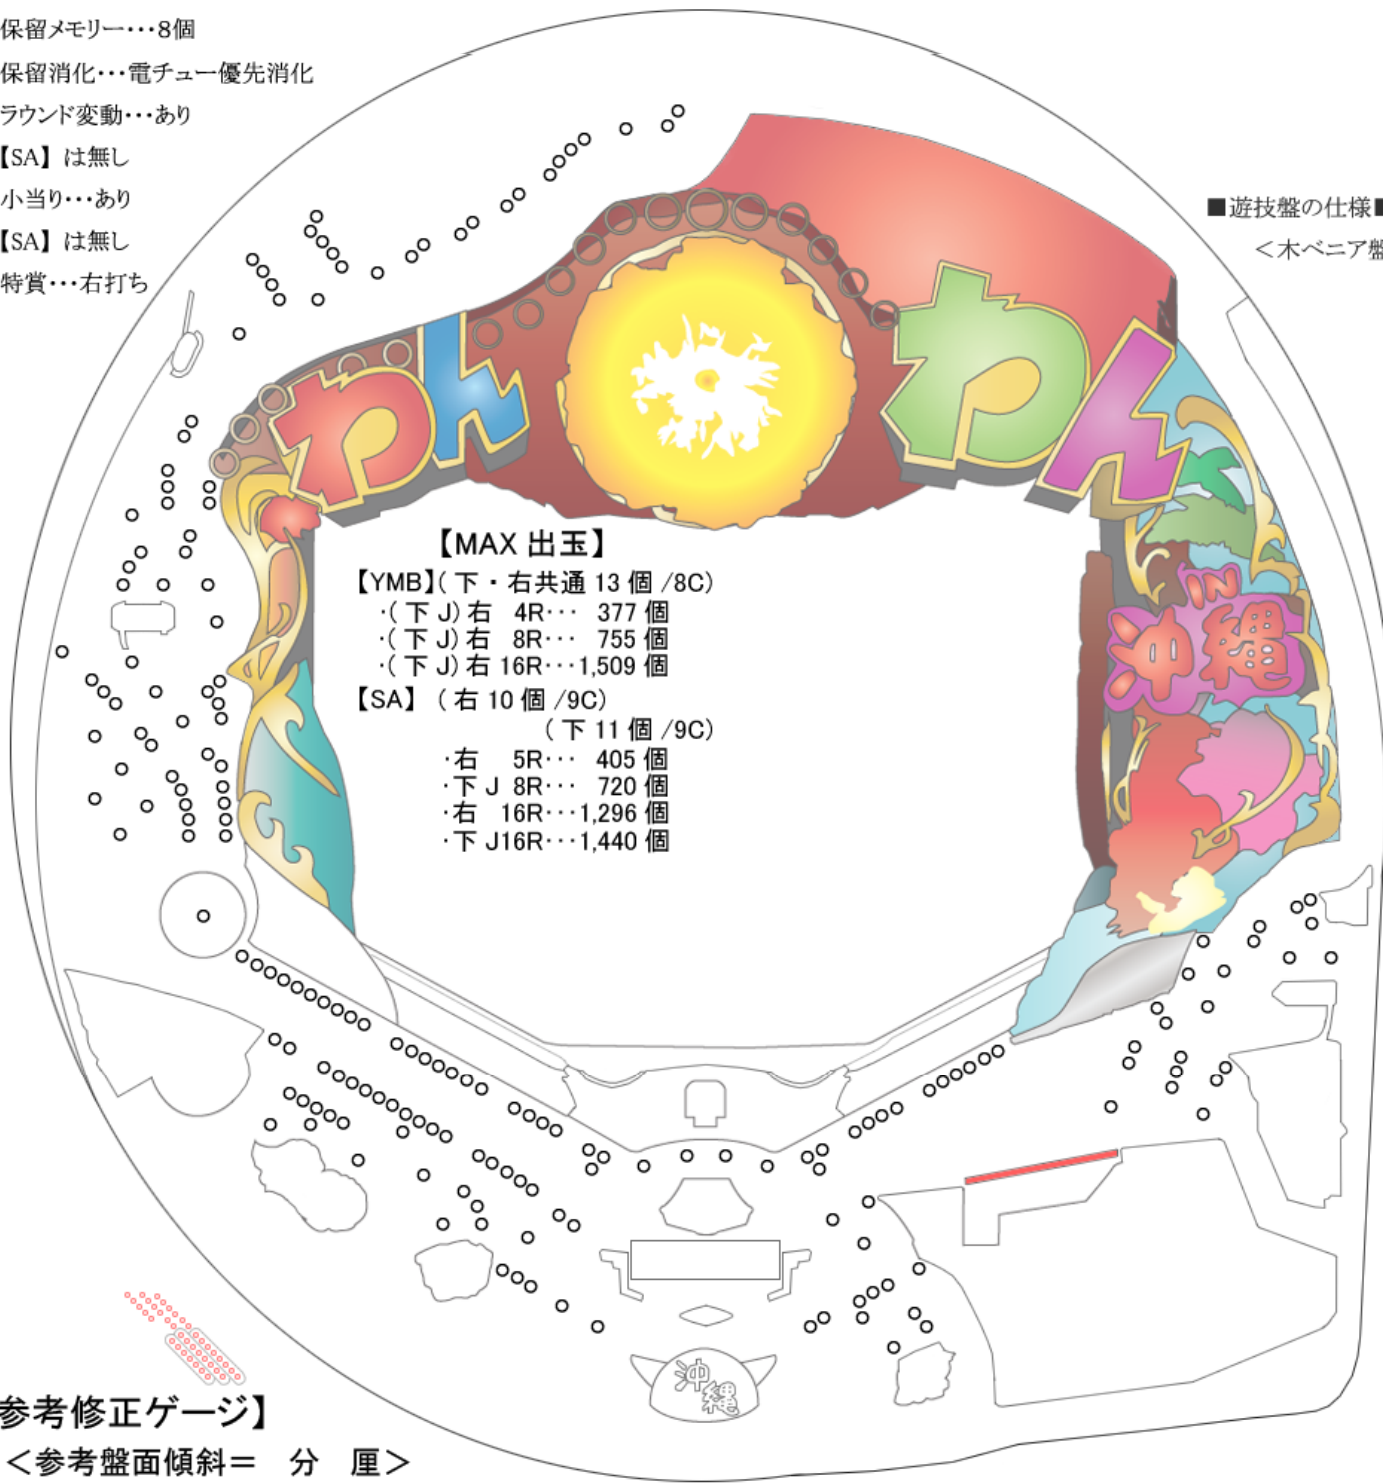 保留メモリー・・・8個
保留消化・・・電チュー優先消化
ラウンド変動・・・あり
【SA】は無し
小当り・・・あり
【SA】は無し
特賞・・・右打ち
■遊技盤の仕様■
＜木ベニア盤
わん
わん
IN
沖縄
【MAX 出玉】
【YMB】(下・右共通 13 個 /8C)
・(下 J) 右 4R・・・ 377 個
・(下 J) 右 8R・・・ 755 個
・(下 J) 右 16R・・・1,509 個
【SA】 (右 10 個 /9C)
(下 11 個 /9C)
・右 5R・・・ 405 個
・下 J 8R・・・ 720 個
・右 16R・・・1,296 個
・下 J16R・・・1,440 個
沖縄
参考修正ゲージ】
＜参考盤面傾斜＝ 分 厘＞